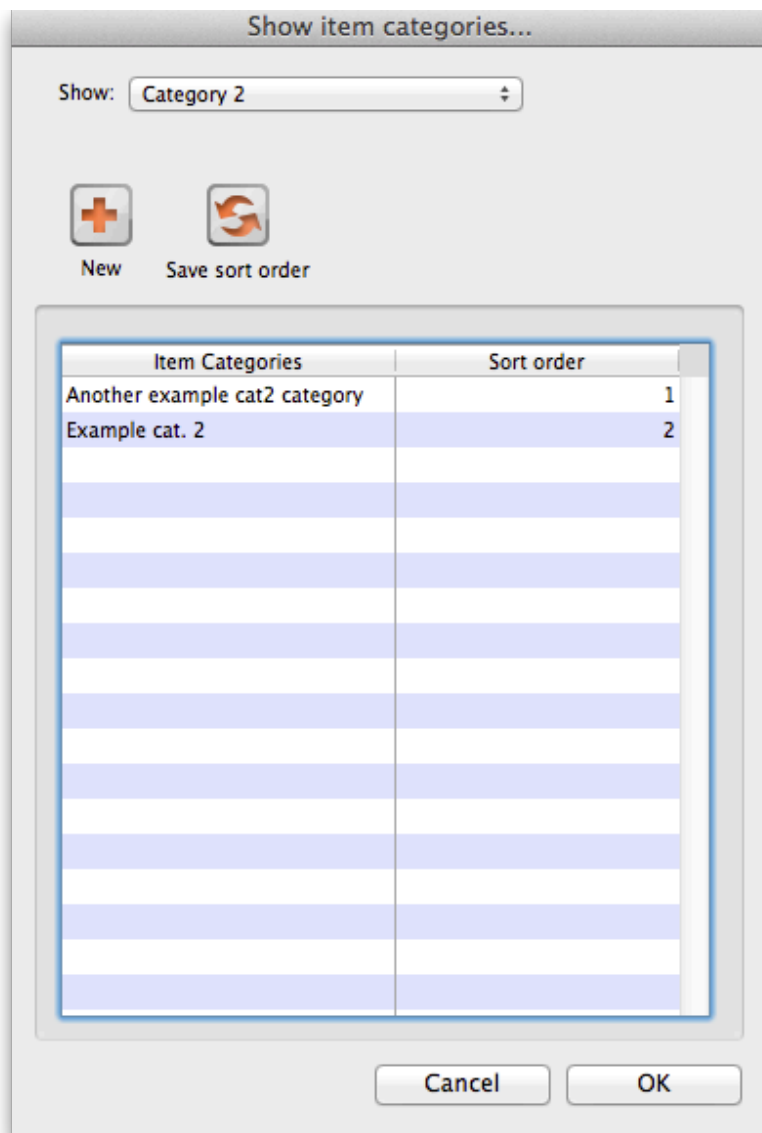 Show item categories...
Show: Category 2
New Save sort order
Item Categories Sort order
Another example cat2 category 1
Example cat. 2 2
Cancel OK